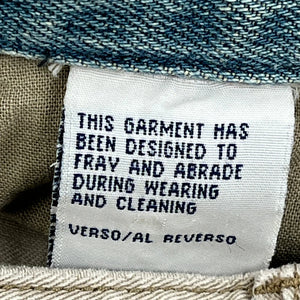 THIS GARMENT HAS
BEEN DESIGNED TO
FRAY AND ABRADE
DURING WEARING
AND CLEANING
VERSO/AL REVERSO